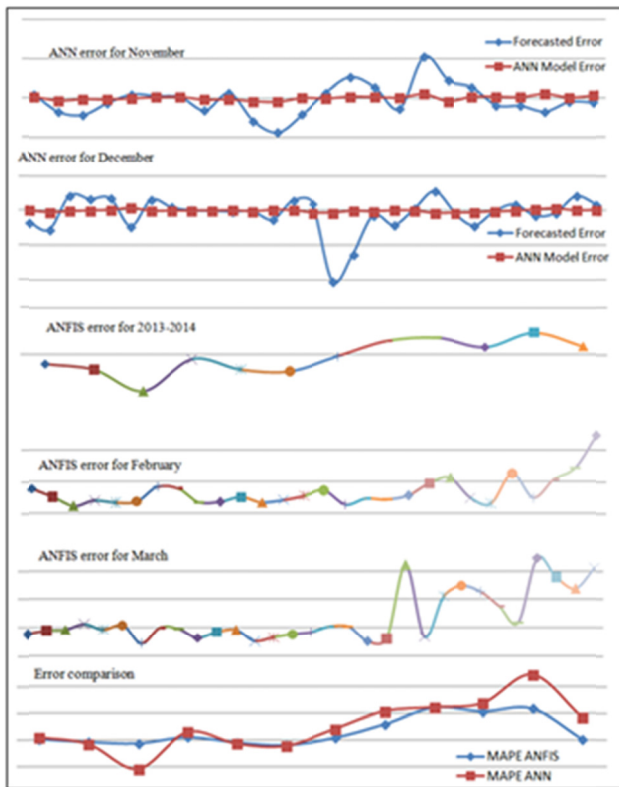 ANN error for November
Forecasted Error
ANN Model Error
ANN error for December
Forecasted Error
ANN Model Error
ANFIS error for 2013-2014
ANFIS error for February
ANFIS error for March
Error comparison
MAPE ANFIS
MAPE ANN